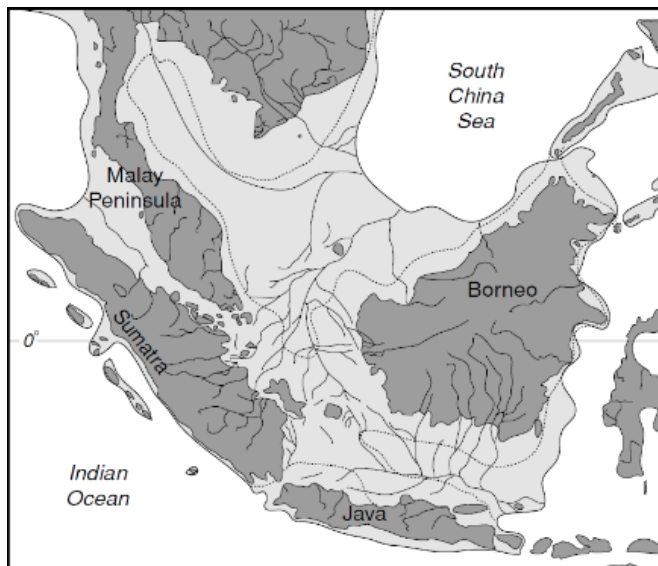 South
China
Sea
Malay
Peninsula
Borneo
0°
Sumatra
Indian
Ocean
Java